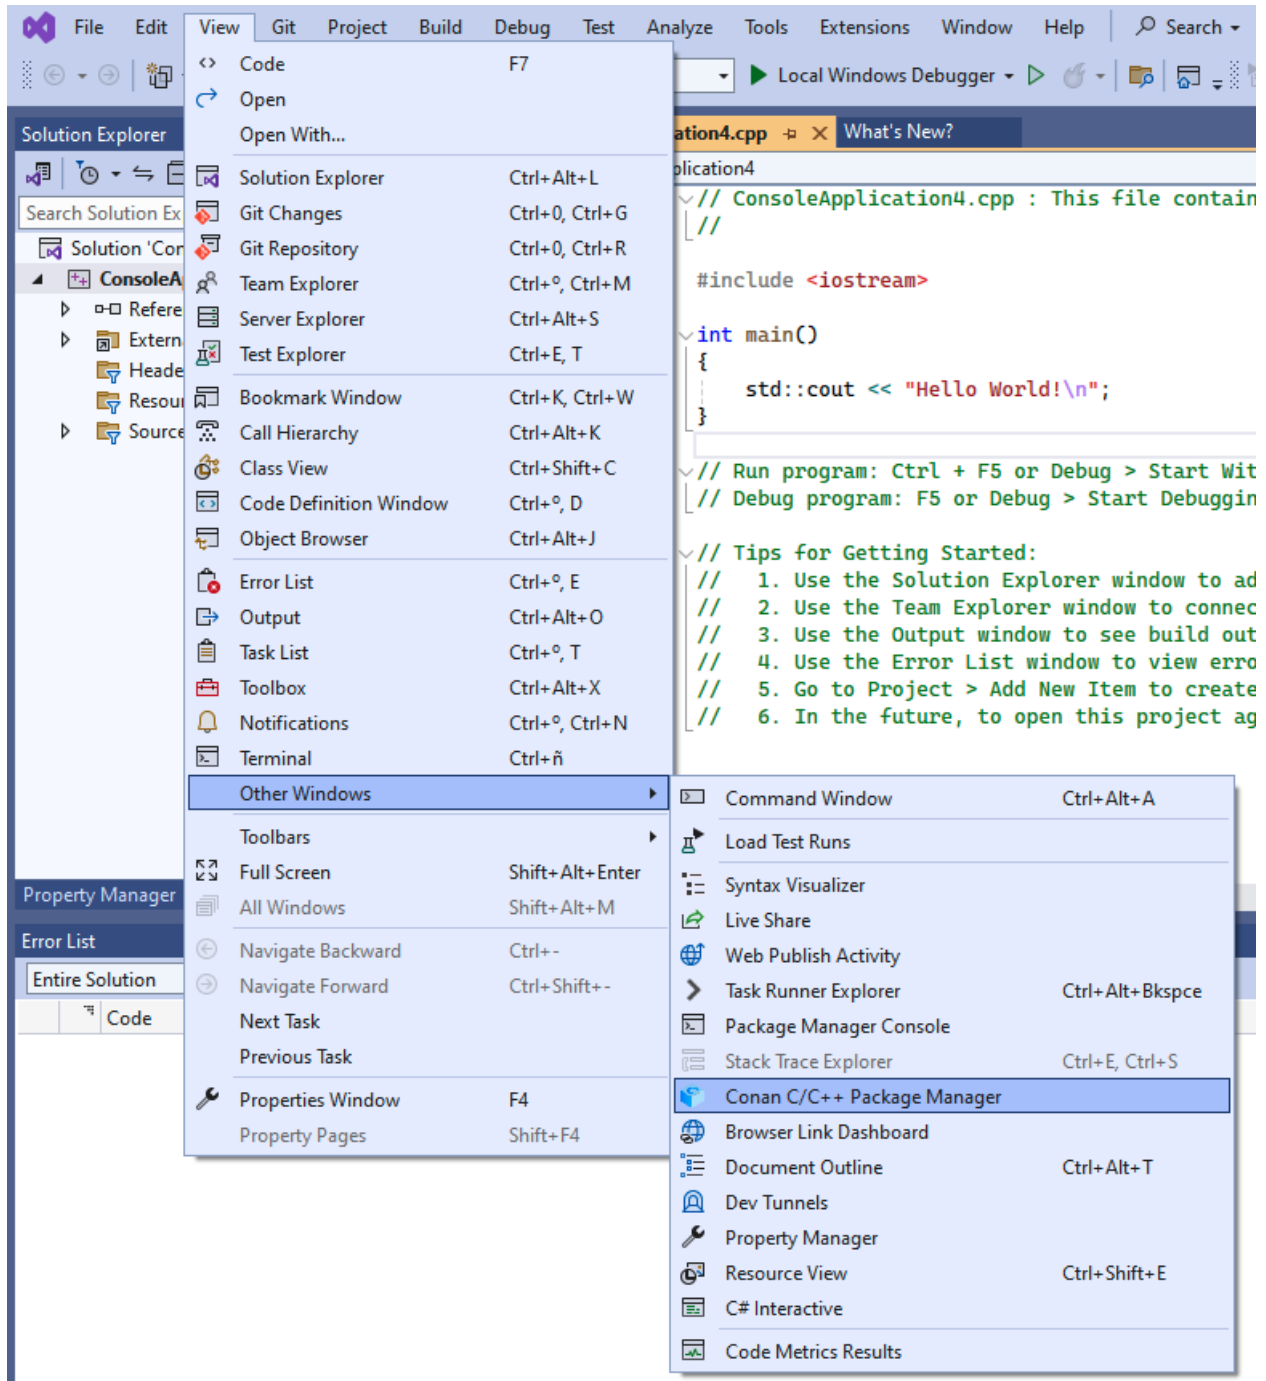 File Edit View Git Project Build Debug Test Analyze Tools Extensions Window Help Search
Local Windows Debugger
Solution Explorer
Search Solution Ex
Solution 'Con
ConsoleA
Refere
Extern
Heade
Resour
Source
Code F7
Open
Open With...
Solution Explorer Ctrl+Alt+L
Git Changes Ctrl+0, Ctrl+G
Git Repository Ctrl+0, Ctrl+R
Team Explorer Ctrl+º, Ctrl+M
Server Explorer Ctrl+Alt+S
Test Explorer Ctrl+E, T
Bookmark Window Ctrl+K, Ctrl+W
Call Hierarchy Ctrl+Alt+K
Class View Ctrl+Shift+C
Code Definition Window Ctrl+º, D
Object Browser Ctrl+Alt+J
Error List Ctrl+º, E
Output Ctrl+Alt+O
Task List Ctrl+º, T
Toolbox Ctrl+Alt+X
Notifications Ctrl+º, Ctrl+N
Terminal Ctrl+ñ
Other Windows
Toolbars
Full Screen Shift+Alt+Enter
All Windows Shift+Alt+M
Navigate Backward Ctrl+-
Navigate Forward Ctrl+Shift+-
Next Task
Previous Task
Properties Window F4
Property Pages Shift+F4
ation4.cpp What's New?
plication4
// ConsoleApplication4.cpp : This file contain
//
#include <iostream>
int main()
{
std::cout << "Hello World!\n";
}
// Run program: Ctrl + F5 or Debug > Start Wit
// Debug program: F5 or Debug > Start Debuggin
// Tips for Getting Started:
// 1. Use the Solution Explorer window to ad
// 2. Use the Team Explorer window to connec
// 3. Use the Output window to see build out
// 4. Use the Error List window to view erro
// 5. Go to Project > Add New Item to create
// 6. In the future, to open this project ag
Command Window Ctrl+Alt+A
Load Test Runs
Syntax Visualizer
Live Share
Web Publish Activity
Task Runner Explorer Ctrl+Alt+Bkspce
Package Manager Console
Stack Trace Explorer Ctrl+E, Ctrl+S
Conan C/C++ Package Manager
Browser Link Dashboard
Document Outline Ctrl+Alt+T
Dev Tunnels
Property Manager
Resource View Ctrl+Shift+E
C# Interactive
Code Metrics Results
Property Manager
Error List
Entire Solution
Code